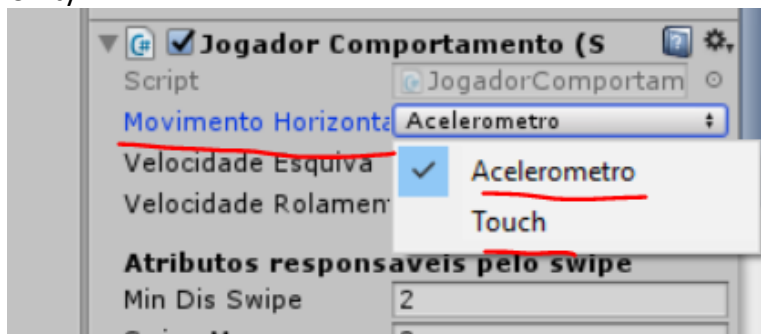 Jogador Comportamento (S
Script JogadorComportam
Movimento Horizonta Acelerometro
Velocidade Esquiva Acelerometro
Velocidade Rolamen Touch
Atributos responsaveis pelo swipe
Min Dis Swipe 2